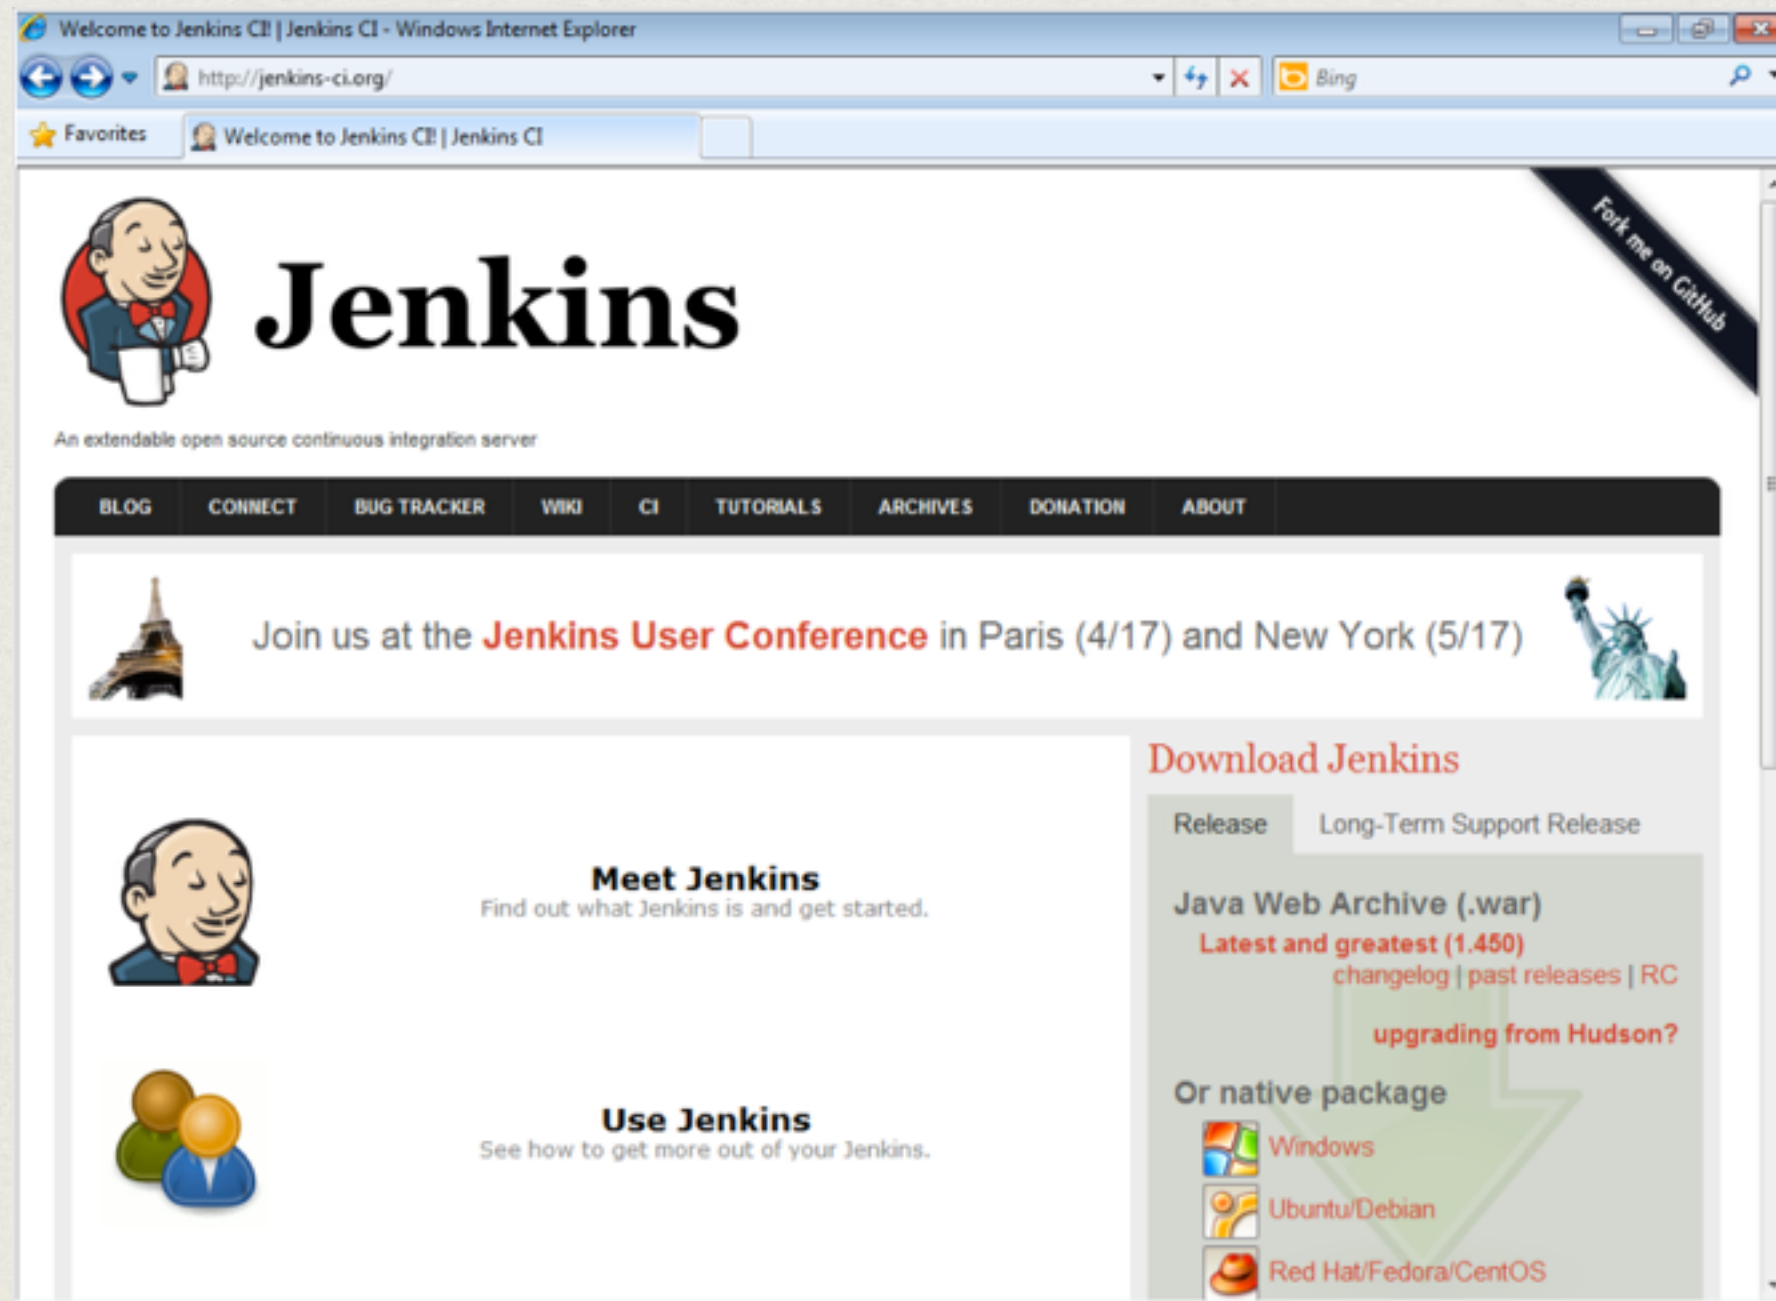 Welcome to Jenkins CI! | Jenkins CI - Windows Internet Explorer
http://jenkins-ci.org/
Bing
Favorites
Welcome to Jenkins CI! | Jenkins CI
Fork me on GitHub
Jenkins
An extendable open source continuous integration server
BLOG CONNECT BUG TRACKER WIKI CI TUTORIALS ARCHIVES DONATION ABOUT
Join us at the Jenkins User Conference in Paris (4/17) and New York (5/17)
Meet Jenkins
Find out what Jenkins is and get started.
Use Jenkins
See how to get more out of your Jenkins.
Download Jenkins
Release Long-Term Support Release
Java Web Archive (.war)
Latest and greatest (1.450)
changelog | past releases | RC
upgrading from Hudson?
Or native package
Windows
Ubuntu/Debian
Red Hat/Fedora/CentOS